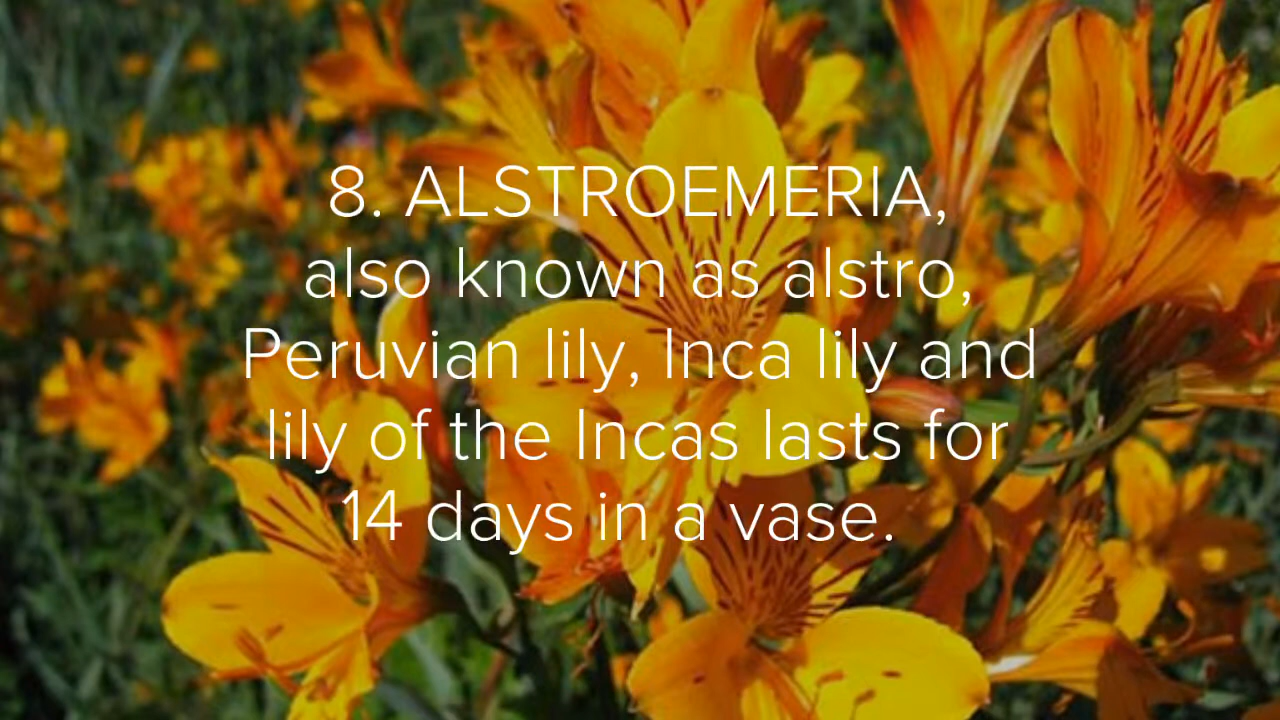 8. ALSTROEMERIA,
also known as alstro,
Peruvian lily, Inca lily and
lily of the Incas lasts for
14 days in a vase.